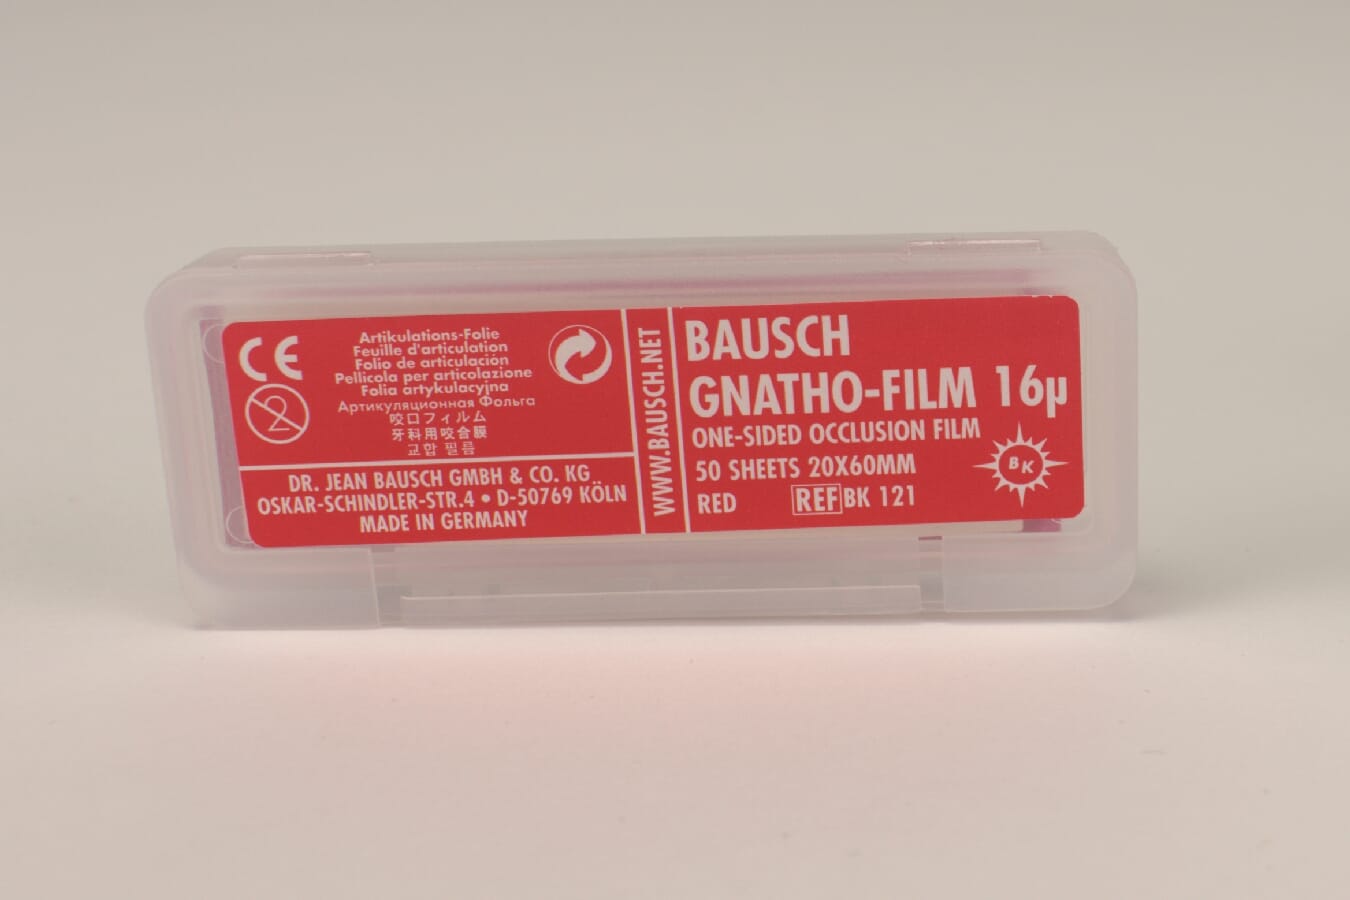 CE
2
Artikulations-Folie
Feuille d'articulation
Folio de articulación
Pellicola per articolazione
Folia artykulacyjna
Артикуляционная Фольга
咬口フィルム
牙科用咬合膜
교합 필름
DR. JEAN BAUSCH GMBH & CO. KG
OSKAR-SCHINDLER-STR.4 • D-50769 KÖLN
MADE IN GERMANY
WWW.BAUSCH.NET
BAUSCH
GNATHO-FILM 16µ
ONE-SIDED OCCLUSION FILM
50 SHEETS 20X60MM
RED REF BK 121
BK